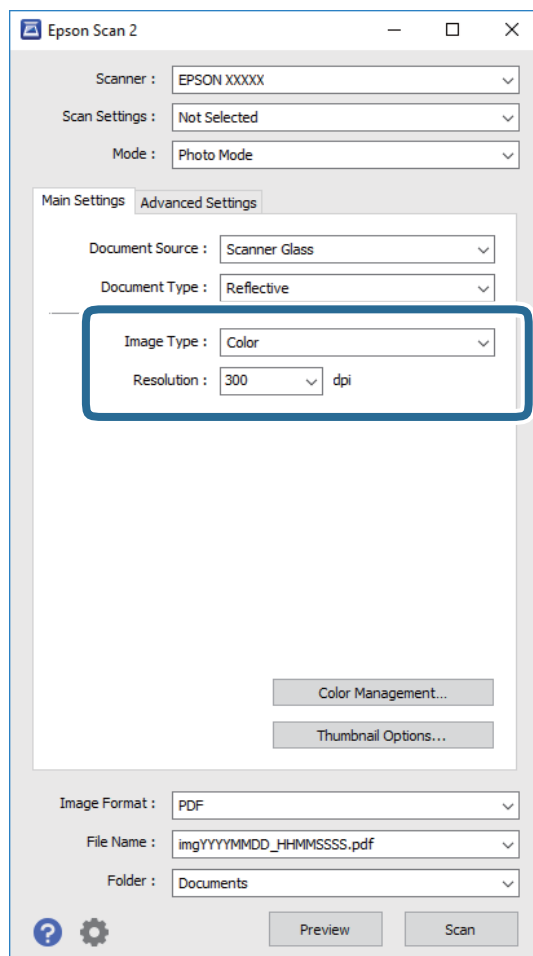 Epson Scan 2
Scanner : EPSON XXXXX
Scan Settings : Not Selected
Mode : Photo Mode
Main Settings Advanced Settings
Document Source : Scanner Glass
Document Type : Reflective
Image Type : Color
Resolution : 300 dpi
Color Management...
Thumbnail Options...
Image Format : PDF
File Name : imgYYYYMMDD_HHMMSSSS.pdf
Folder : Documents
? Preview Scan